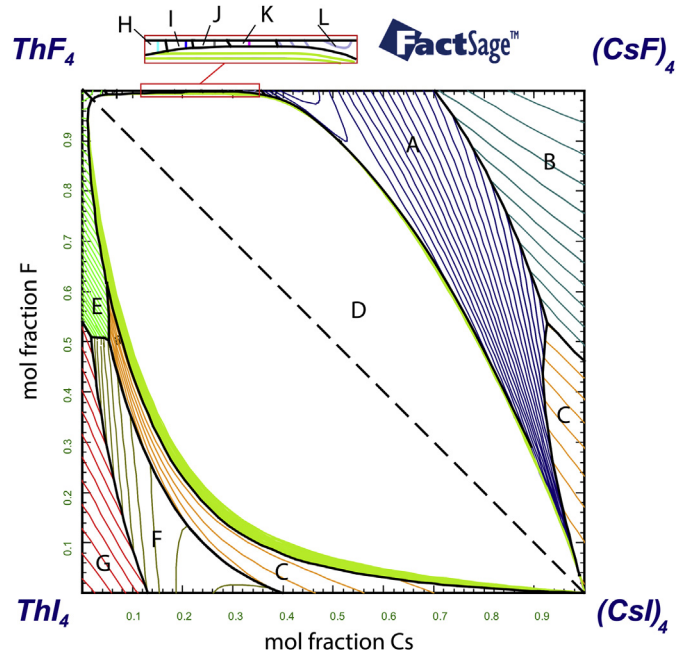 H I J K L
ThF4 FactSage™ (CsF)4
A
B
0.9
0.8
0.7
0.6
0.5
0.4
0.3
0.2
0.1
mol fraction F
D
E
C
F
G
C
ThI4 0.1 0.2 0.3 0.4 0.5 0.6 0.7 0.8 0.9 (CsI)4
mol fraction Cs